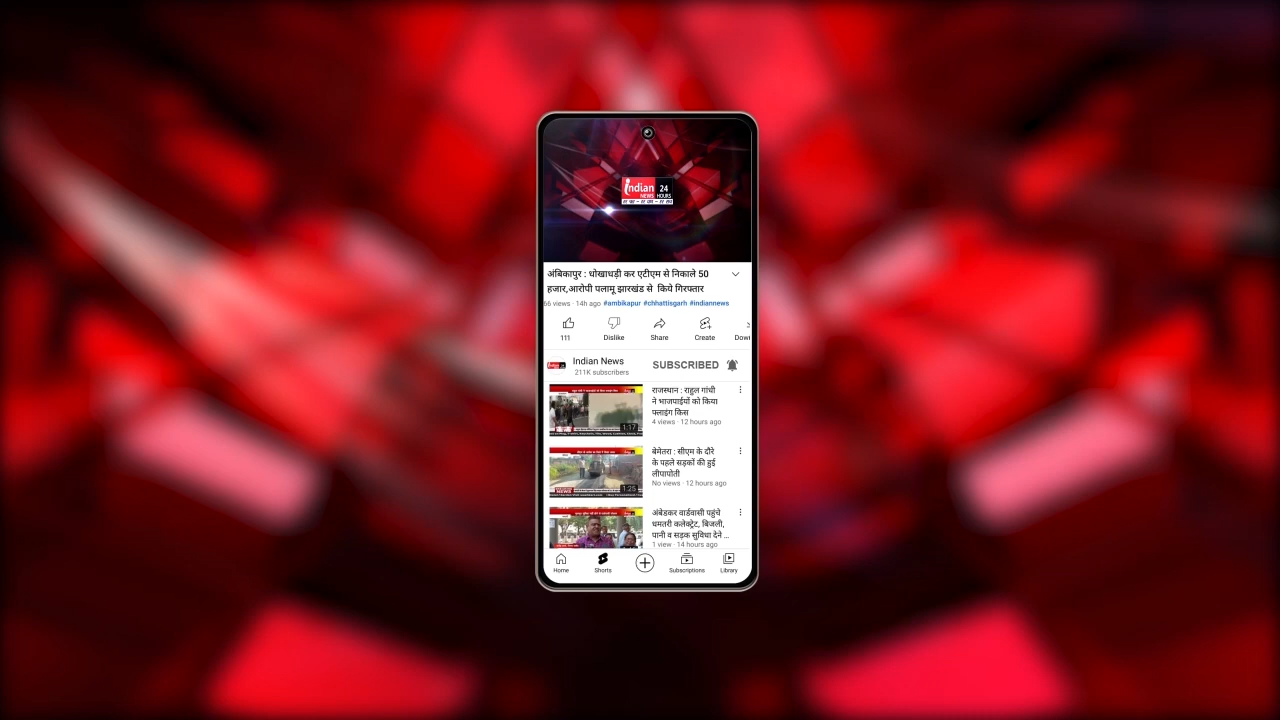 indian 24
NEWS HOURS
अंबिकापुर : धोखाधड़ी कर एटीएम से निकाले 50
हजार,आरोपी पलामू झारखंड से किये गिरफ्तार
66 views · 14h ago #ambikapur #chhattisgarh #indiannews
111 Dislike Share Create
Indian News
211K subscribers
SUBSCRIBED
राजस्थान : राहुल गांधी
ने भाजपाईयों को किया
फ्लाइंग किस
4 views · 12 hours ago
1:17
बेमेतरा : सीएम के दौरे
के पहले सड़कों की हुई
लीपापोती
No views · 12 hours ago
1:25
अंबेडकर वार्डवासी पहुंचे
धमतरी कलेक्ट्रेट, बिजली,
पानी व सड़क सुविधा देने ...
1 view · 14 hours ago
Home Shorts Subscriptions Library